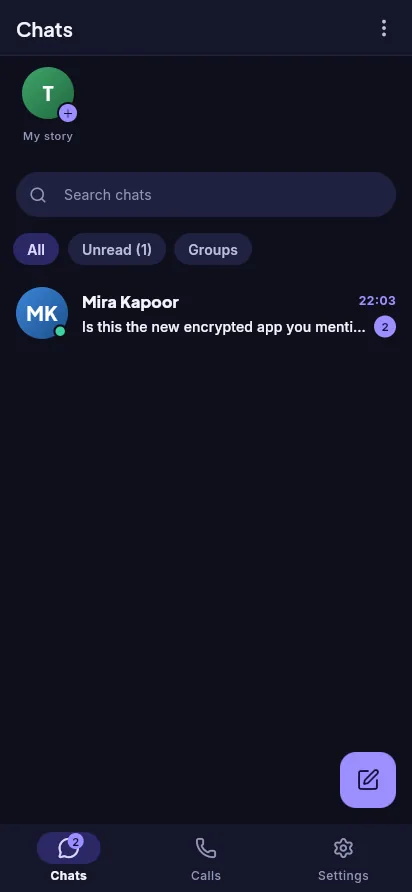 Chats
T
My story
Search chats
All
Unread (1)
Groups
MK
Mira Kapoor
22:03
Is this the new encrypted app you menti...
2
2
Chats
Calls
Settings